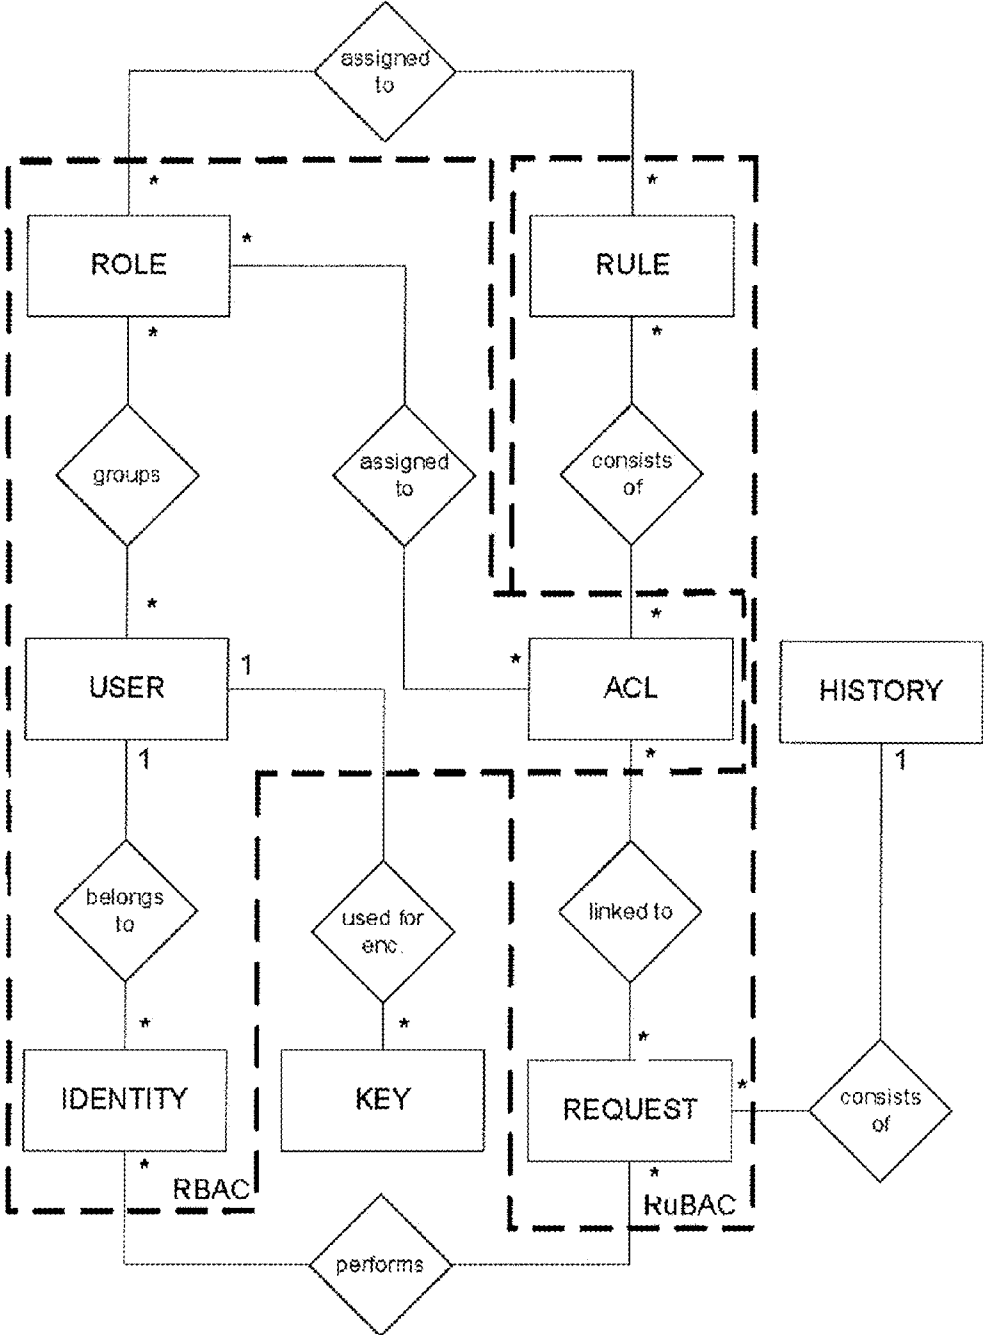 assigned
to
*
*
ROLE
*
RULE
*
*
groups
assigned
to
consists
of
*
*
USER
1
*
ACL
HISTORY
1
*
1
belongs
to
used for
enc.
linked to
*
*
*
IDENTITY
KEY
REQUEST
*
consists
of
*
RBAC
*
RuBAC
performs